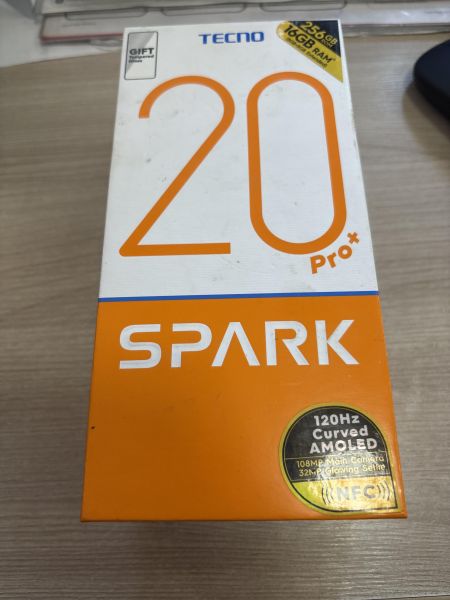 GIFT
Tempered
Glass
TECNO
256GB
16GB RAM
20
Pro+
SPARK
120Hz
Curved
AMOLED
108MP Main Camera
32MP Glowing Selfie
NFC